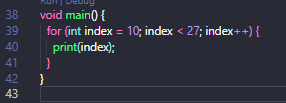 Run | Debug
38 void main() {
39   for (int index = 10; index < 27; index++) {
40     print(index);
41   }
42 }
43